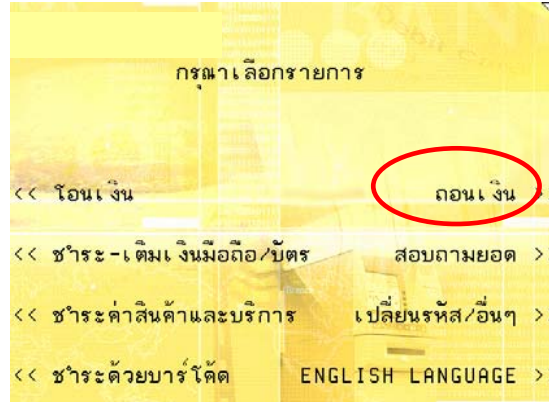 กรุณาเลือกรายการ
<< โอนเงิน ถอนเงิน >
<< ชำระ-เติมเงินมือถือ/บัตร สอบถามยอด >
<< ชำระค่าสินค้าและบริการ เปลี่ยนรหัส/อื่นๆ >
<< ชำระด้วยบาร์โค้ด ENGLISH LANGUAGE >